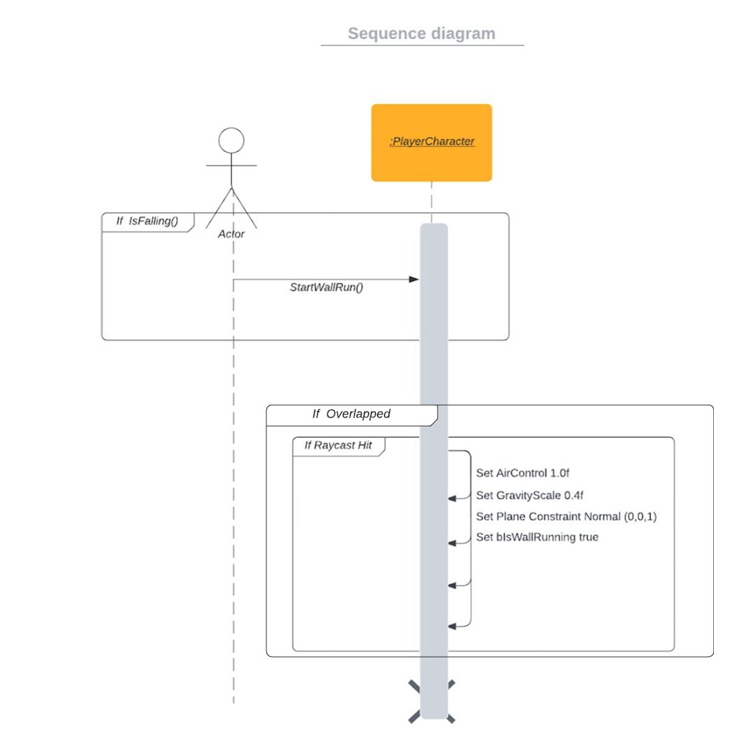 Sequence diagram
:PlayerCharacter
If IsFalling()
Actor
StartWallRun()
If Overlapped
If Raycast Hit
Set AirControl 1.0f
Set GravityScale 0.4f
Set Plane Constraint Normal (0,0,1)
Set bIsWallRunning true